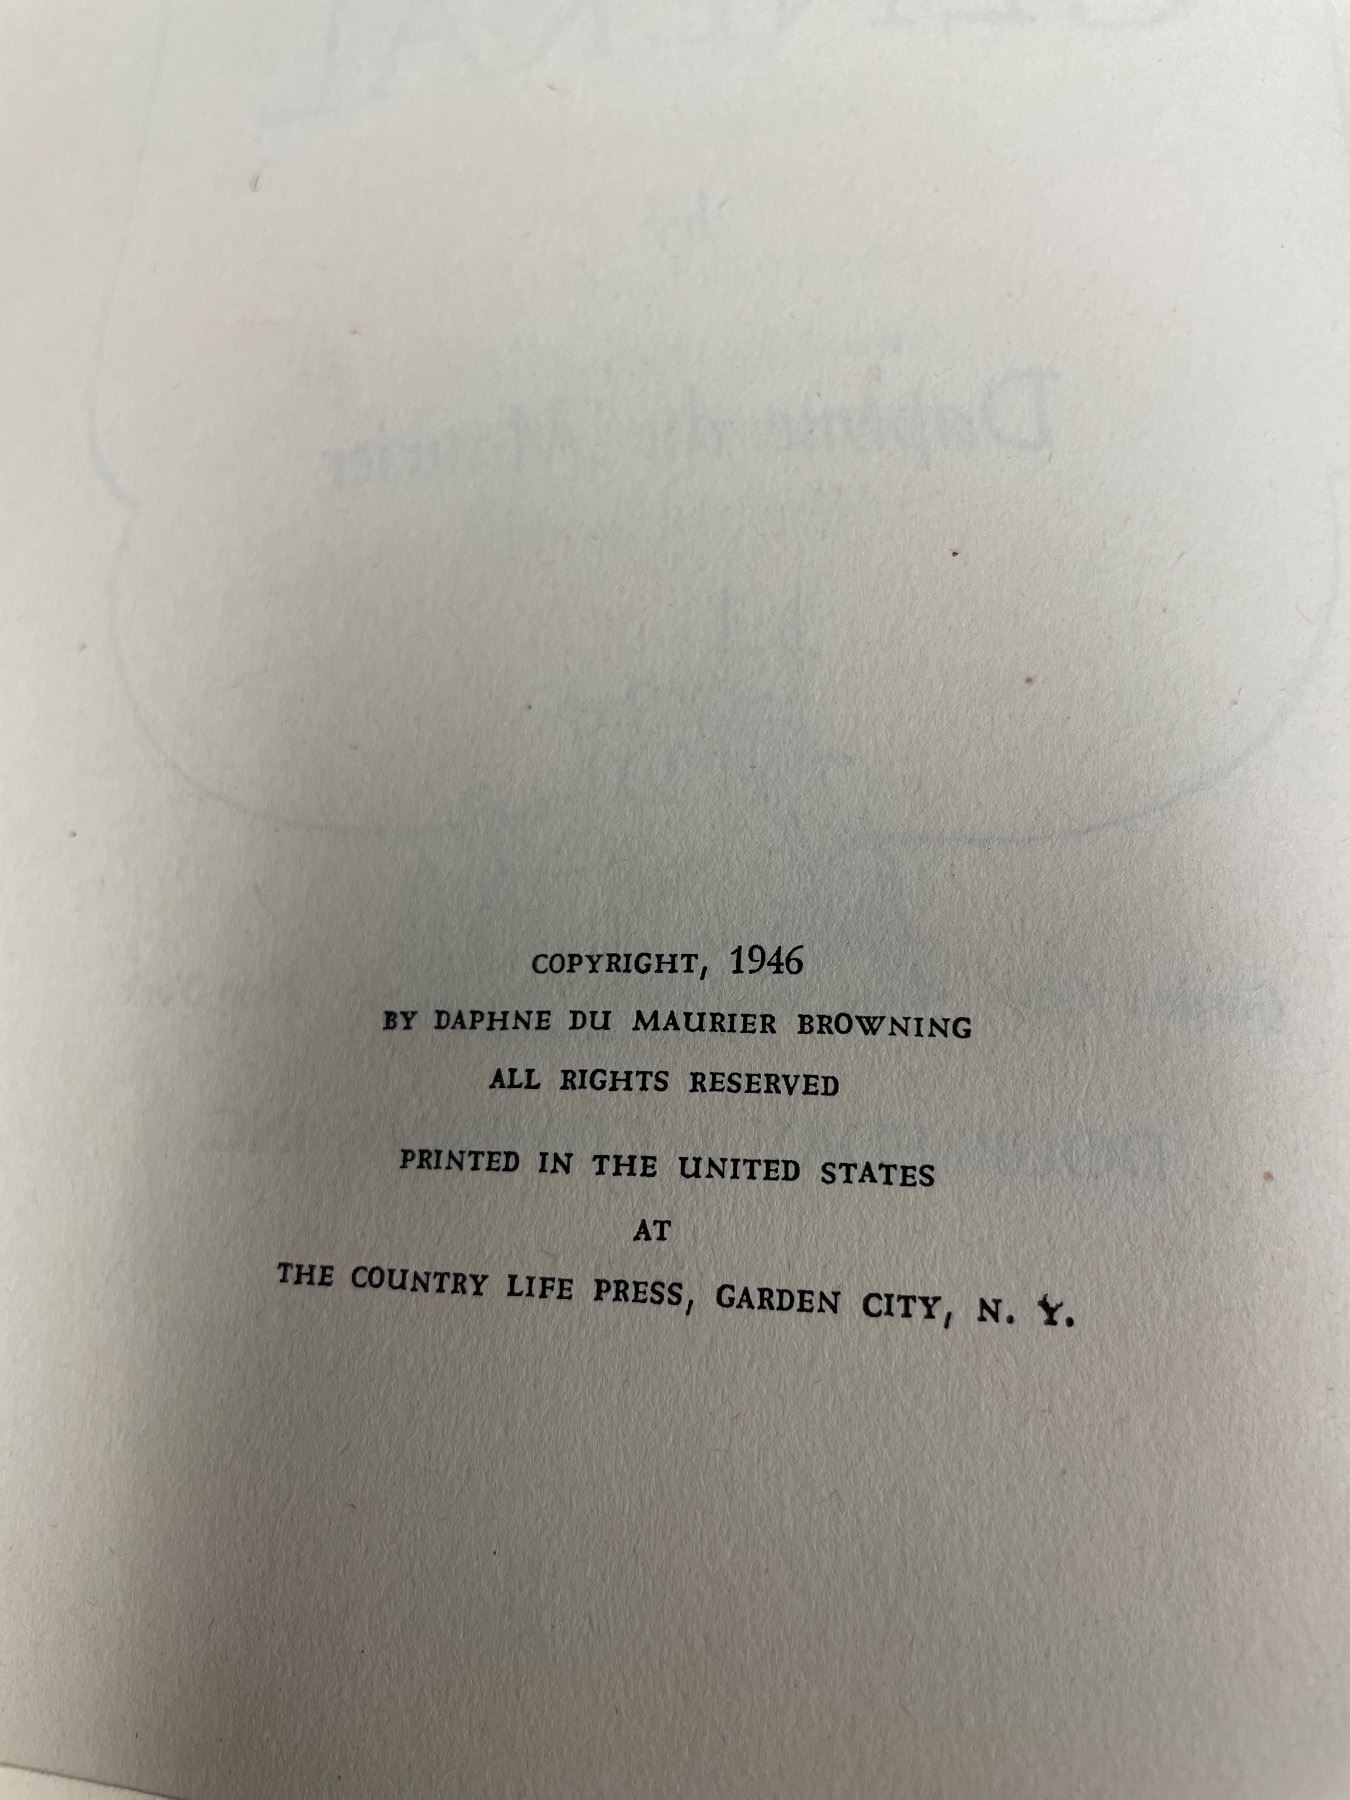 COPYRIGHT, 1946
BY DAPHNE DU MAURIER BROWNING
ALL RIGHTS RESERVED
PRINTED IN THE UNITED STATES
AT
THE COUNTRY LIFE PRESS, GARDEN CITY, N. Y.